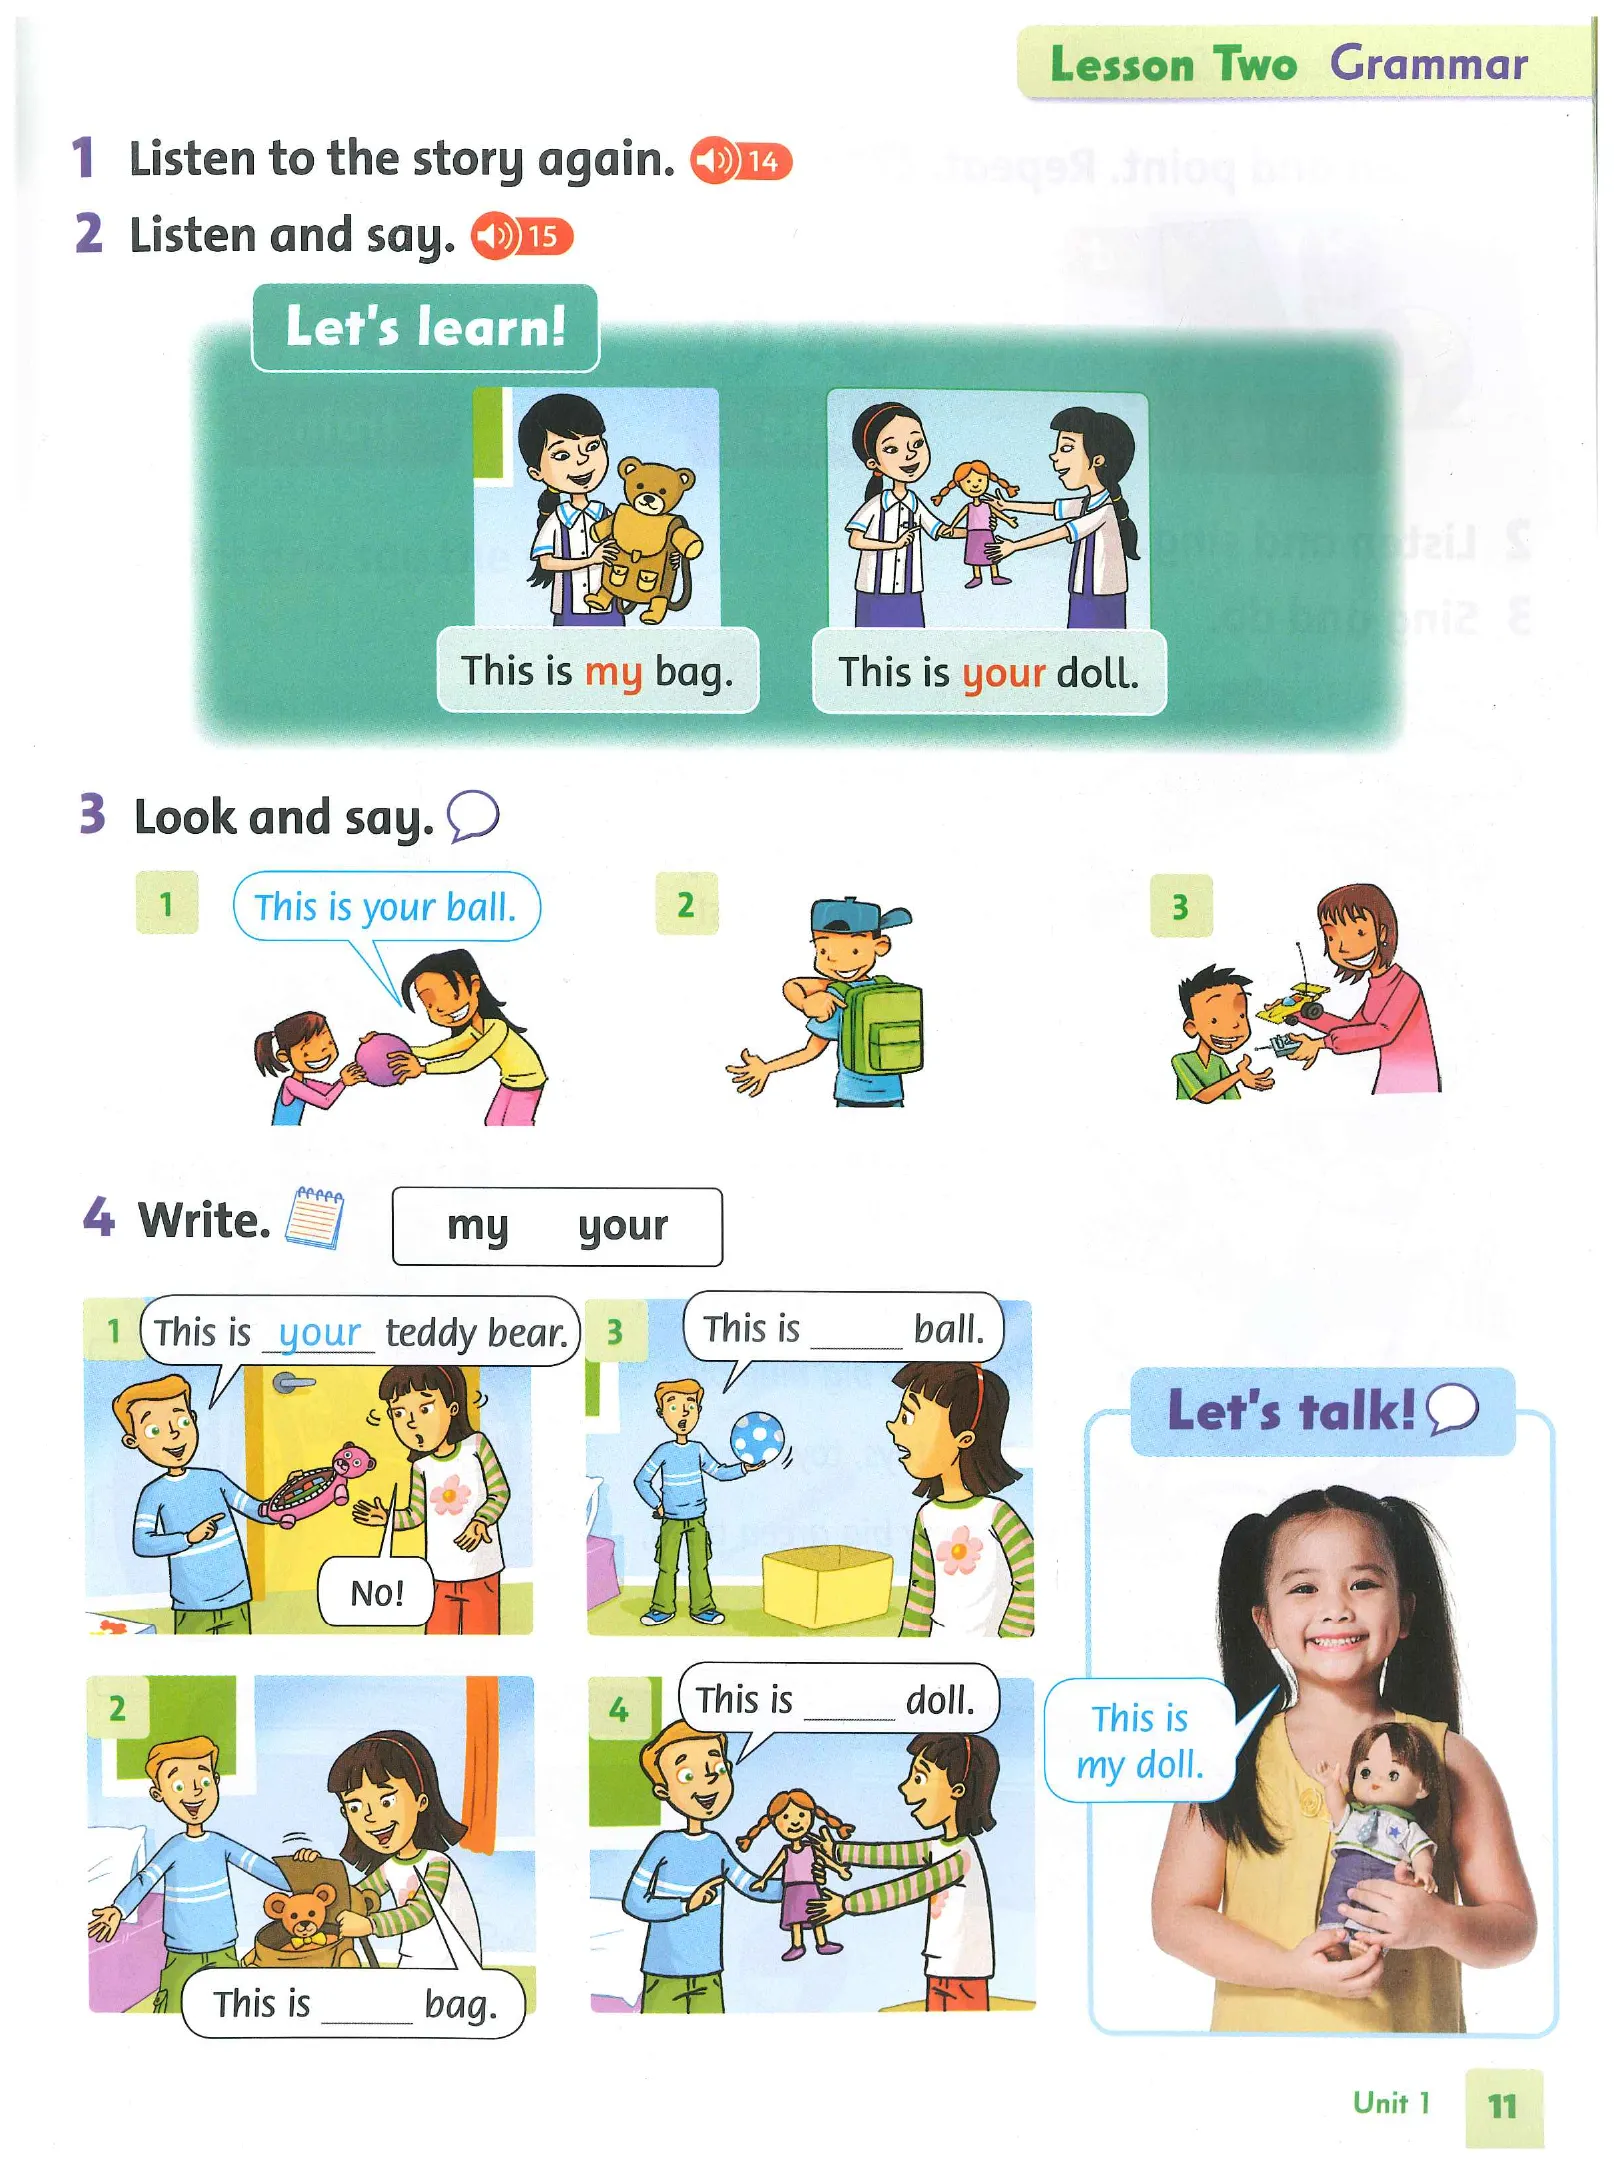 Lesson Two Grammar
1 Listen to the story again. 14
2 Listen and say. 15
Let's learn!
This is my bag.
This is your doll.
3 Look and say.
1
This is your ball.
2
3
4 Write.
my your
1
This is your teddy bear.
No!
2
This is ____ bag.
3
This is ____ ball.
4
This is ____ doll.
Let's talk!
This is
my doll.
Unit 1
11